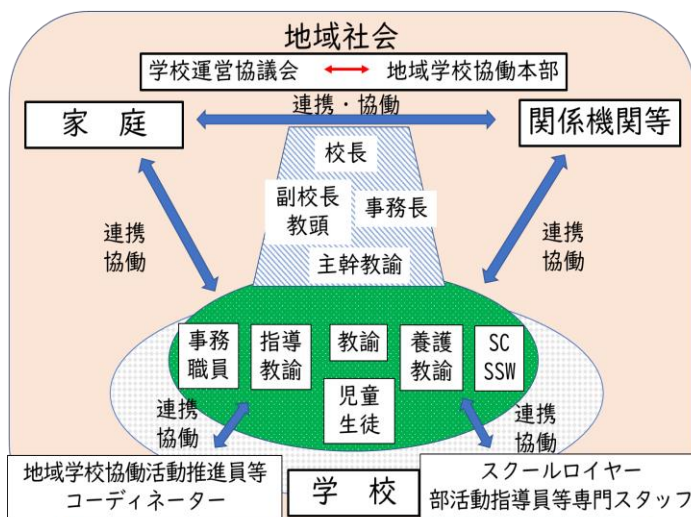 地域社会
学校運営協議会
地域学校協働本部
連携・協働
家 庭
関係機関等
校長
副校長
教頭
事務長
主幹教諭
連携
協働
連携
協働
事務
職員
指導
教諭
教諭
養護
教諭
SC
SSW
児童
生徒
連携
協働
連携
協働
地域学校協働活動推進員等
コーディネーター
学 校
スクールロイヤー
部活動指導員等専門スタッフ